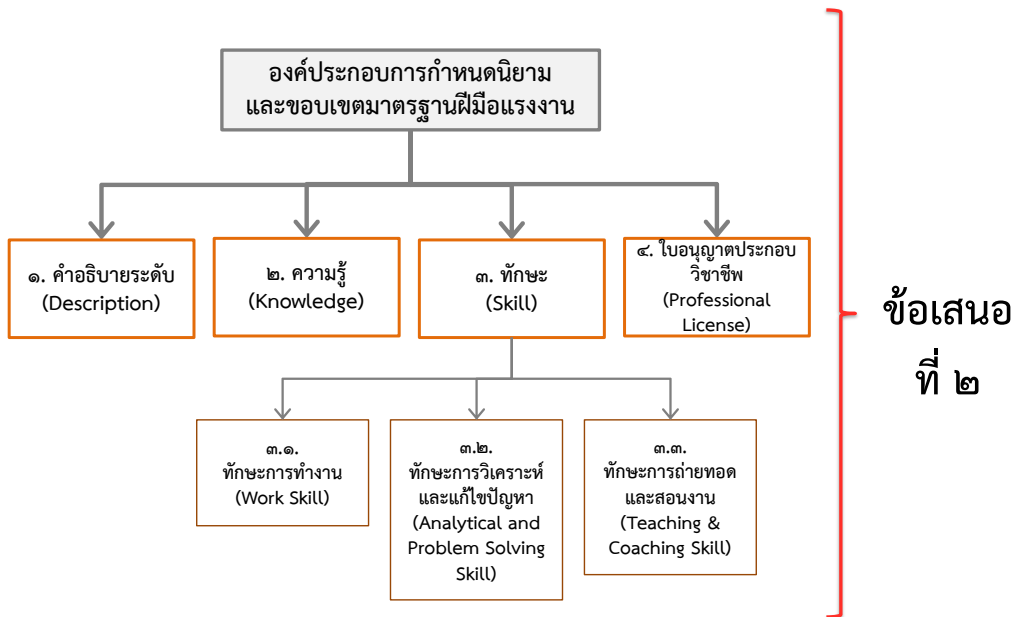 องค์ประกอบการกำหนดนิยาม
และขอบเขตมาตรฐานฝีมือแรงงาน
๑. คำอธิบายระดับ
(Description)
๒. ความรู้
(Knowledge)
๓. ทักษะ
(Skill)
๔. ใบอนุญาตประกอบ
วิชาชีพ
(Professional
License)
๓.๑.
ทักษะการทำงาน
(Work Skill)
๓.๒.
ทักษะการวิเคราะห์
และแก้ไขปัญหา
(Analytical and
Problem Solving
Skill)
๓.๓.
ทักษะการถ่ายทอด
และสอนงาน
(Teaching &
Coaching Skill)
ข้อเสนอ
ที่ ๒